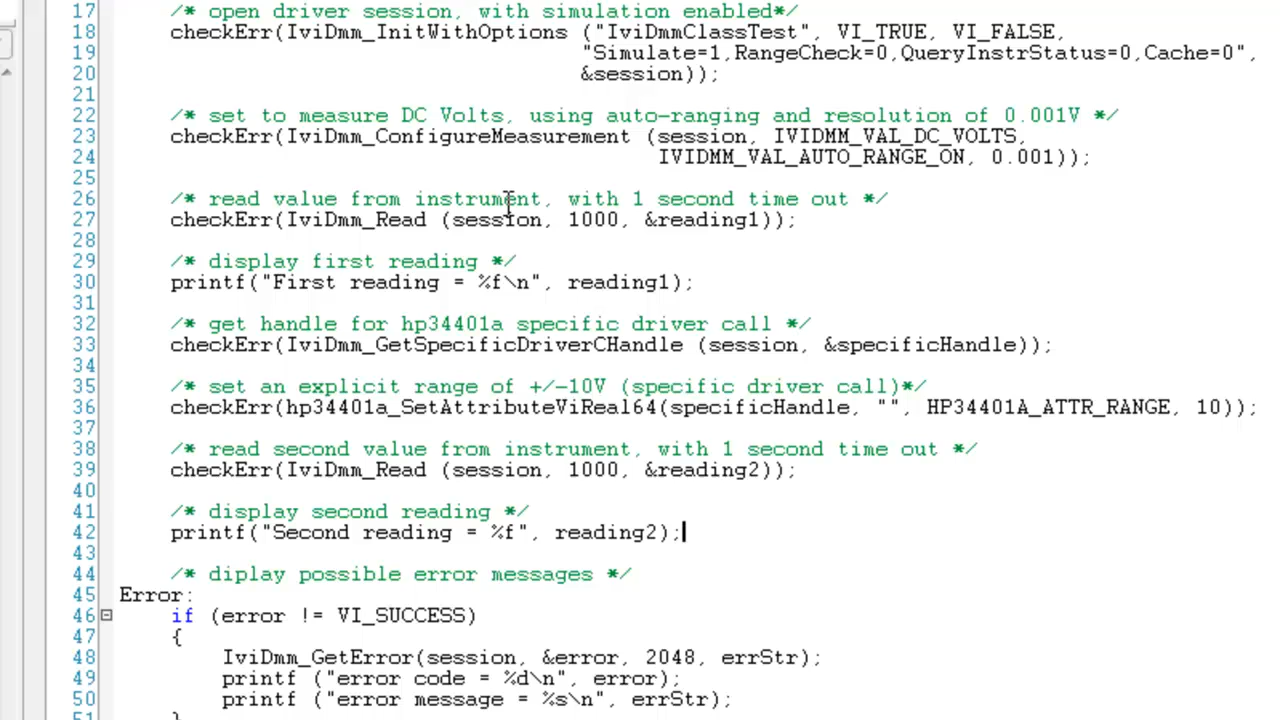 17 /* open driver session, with simulation enabled*/
18 checkErr(IviDmm_InitWithOptions ("IviDmmClassTest", VI_TRUE, VI_FALSE,
19 "Simulate=1,RangeCheck=0,QueryInstrStatus=0,Cache=0",
20 &session));
21
22 /* set to measure DC Volts, using auto-ranging and resolution of 0.001V */
23 checkErr(IviDmm_ConfigureMeasurement (session, IVIDMM_VAL_DC_VOLTS,
24 IVIDMM_VAL_AUTO_RANGE_ON, 0.001));
25
26 /* read value from instrument, with 1 second time out */
27 checkErr(IviDmm_Read (session, 1000, &reading1));
28
29 /* display first reading */
30 printf("First reading = %f\n", reading1);
31
32 /* get handle for hp34401a specific driver call */
33 checkErr(IviDmm_GetSpecificDriverCHandle (session, &specificHandle));
34
35 /* set an explicit range of +/-10V (specific driver call)*/
36 checkErr(hp34401a_SetAttributeViReal64(specificHandle, "", HP34401A_ATTR_RANGE, 10));
37
38 /* read second value from instrument, with 1 second time out */
39 checkErr(IviDmm_Read (session, 1000, &reading2));
40
41 /* display second reading */
42 printf("Second reading = %f", reading2);
43
44 /* diplay possible error messages */
45 Error:
46 if (error != VI_SUCCESS)
47 {
48 IviDmm_GetError(session, &error, 2048, errStr);
49 printf ("error code = %d\n", error);
50 printf ("error message = %s\n", errStr);
51 }